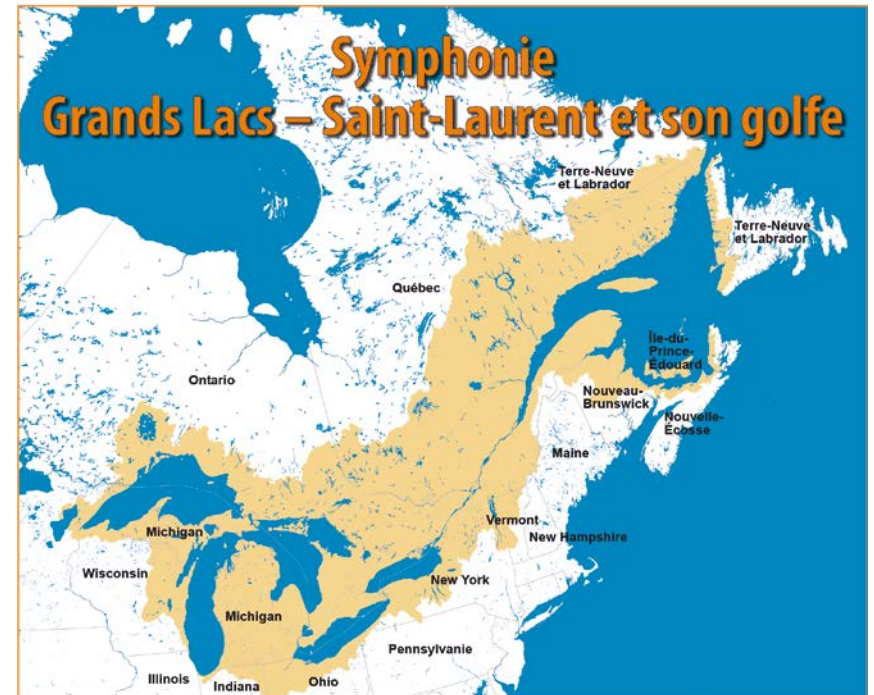 Symphonie
Grands Lacs – Saint-Laurent et son golfe
Terre-Neuve
et Labrador
Terre-Neuve
et Labrador
Québec
Île-du-
Prince-
Édouard
Ontario
Nouveau-
Brunswick
Nouvelle-
Écosse
Maine
Vermont
Michigan
New Hampshire
Wisconsin
New York
Michigan
Pennsylvanie
Illinois
Indiana
Ohio